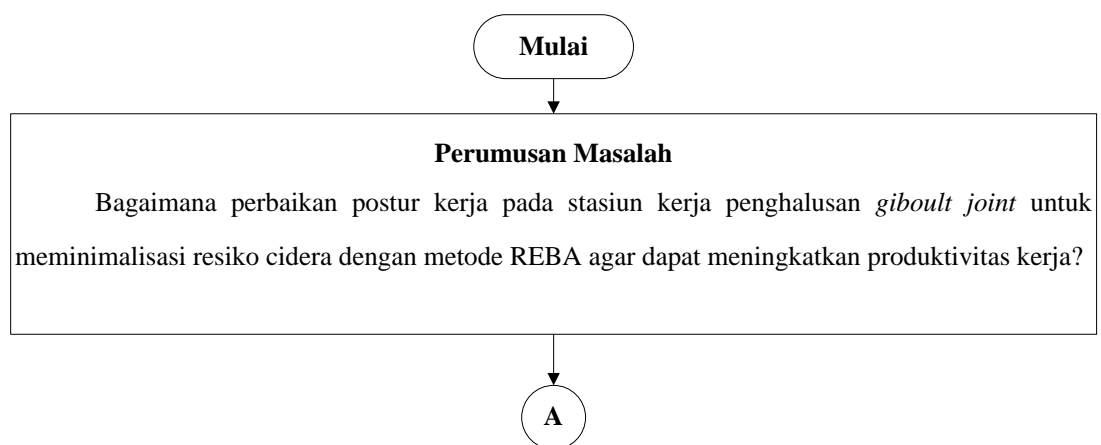 Mulai
Perumusan Masalah
Bagaimana perbaikan postur kerja pada stasiun kerja penghalusan giboult joint untuk
meminimalisasi resiko cidera dengan metode REBA agar dapat meningkatkan produktivitas kerja?
A